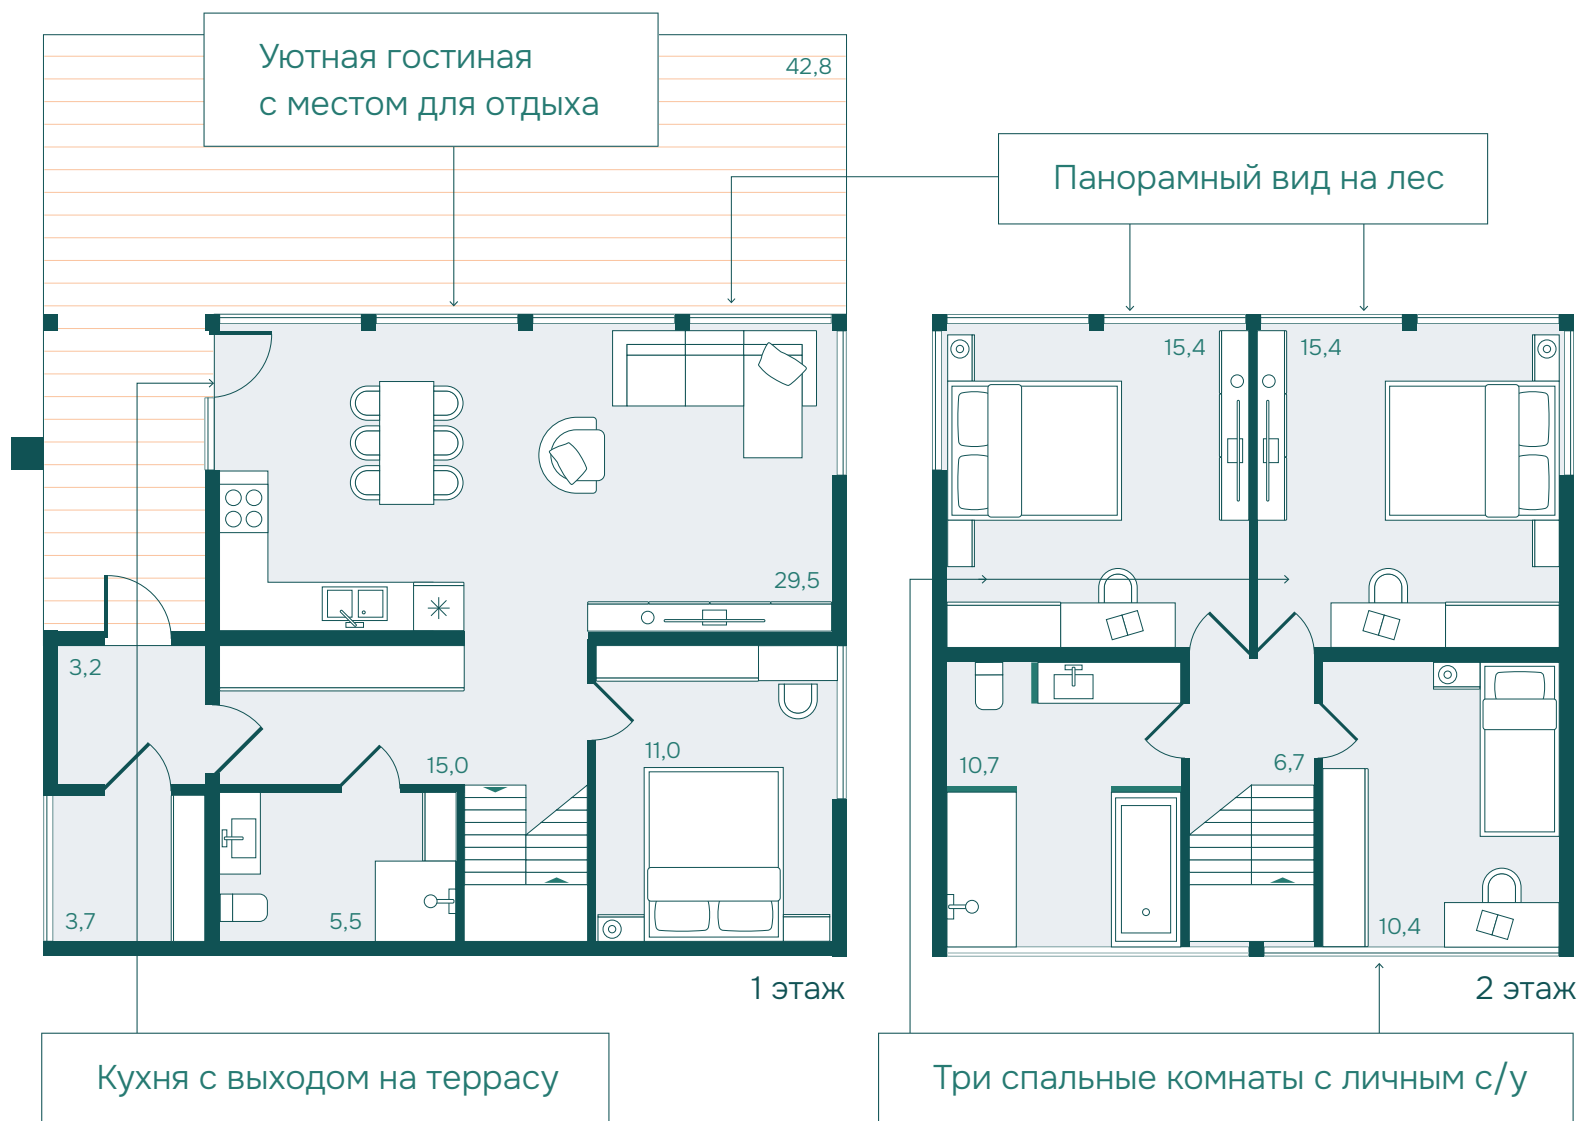 Уютная гостиная
с местом для отдыха
42,8
Панорамный вид на лес
15,4
15,4
29,5
3,2
15,0
11,0
10,7
6,7
3,7
5,5
10,4
1 этаж
2 этаж
Кухня с выходом на террасу
Три спальные комнаты с личным с/у